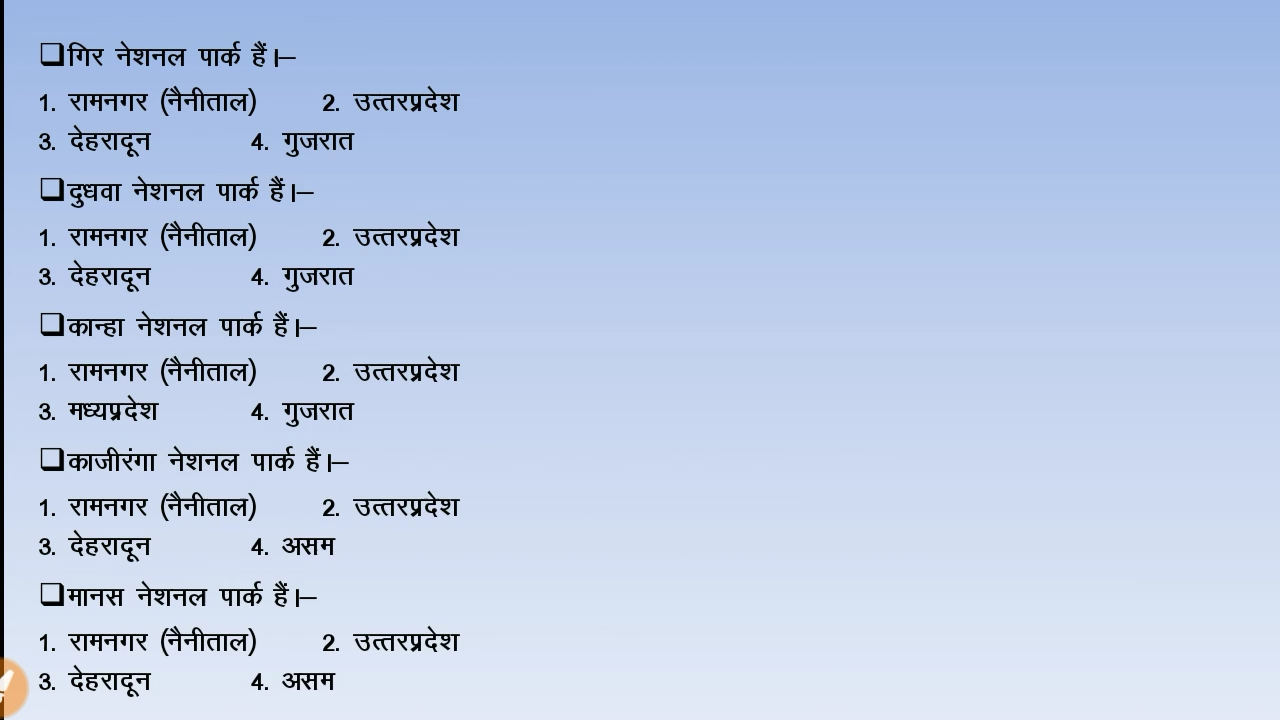 ❑गिर नेशनल पार्क हैं।–
1. रामनगर (नैनीताल) 2. उत्तरप्रदेश
3. देहरादून 4. गुजरात
❑दुधवा नेशनल पार्क हैं।–
1. रामनगर (नैनीताल) 2. उत्तरप्रदेश
3. देहरादून 4. गुजरात
❑कान्हा नेशनल पार्क हैं।–
1. रामनगर (नैनीताल) 2. उत्तरप्रदेश
3. मध्यप्रदेश 4. गुजरात
❑काजीरंगा नेशनल पार्क हैं।–
1. रामनगर (नैनीताल) 2. उत्तरप्रदेश
3. देहरादून 4. असम
❑मानस नेशनल पार्क हैं।–
1. रामनगर (नैनीताल) 2. उत्तरप्रदेश
3. देहरादून 4. असम